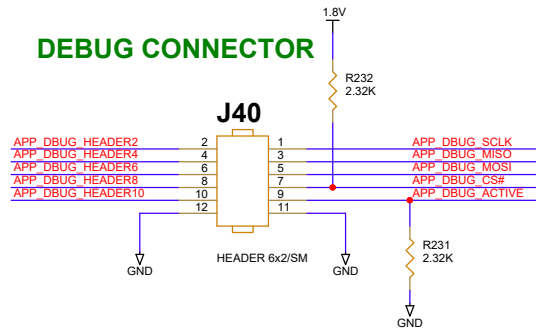 1.8V
DEBUG CONNECTOR
R232
2.32K
J40
APP_DBUG_HEADER2 2 1 APP_DBUG_SCLK
APP_DBUG_HEADER4 4 3 APP_DBUG_MISO
APP_DBUG_HEADER6 6 5 APP_DBUG_MOSI
APP_DBUG_HEADER8 8 7 APP_DBUG_CS#
APP_DBUG_HEADER10 10 9 APP_DBUG_ACTIVE
12 11
R231
2.32K
HEADER 6x2/SM
GND
GND
GND